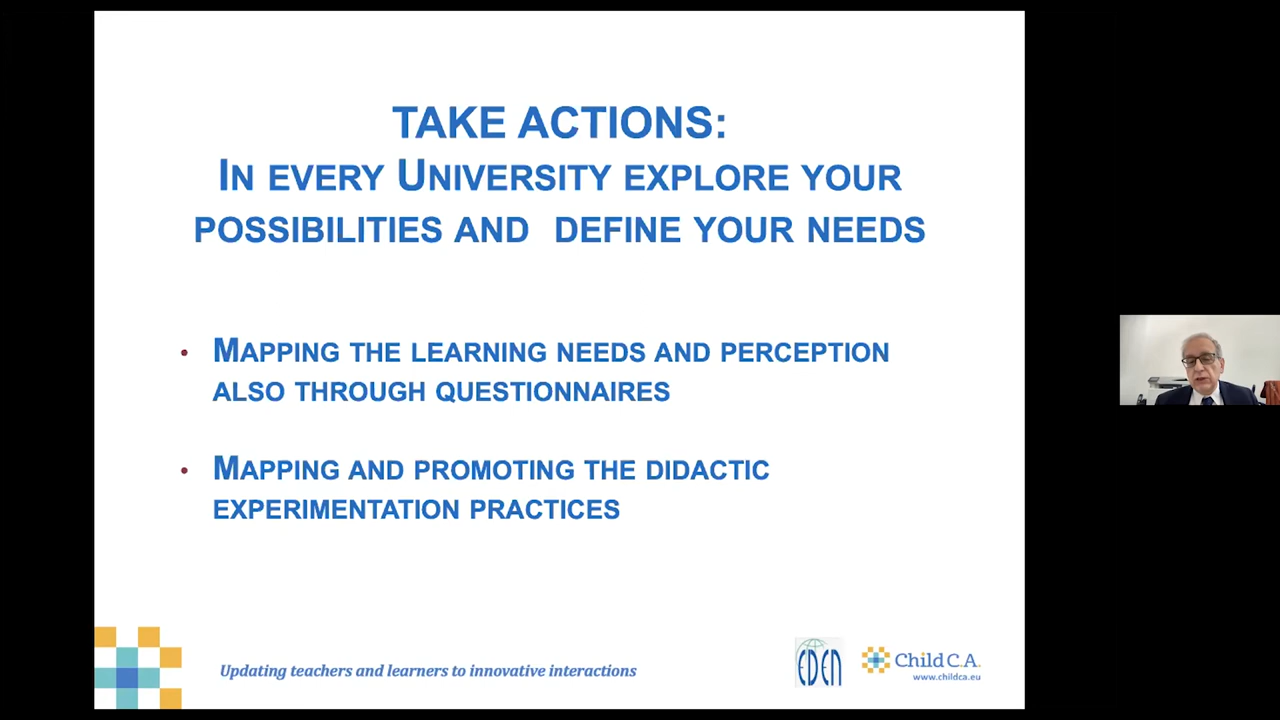 TAKE ACTIONS:
IN EVERY UNIVERSITY EXPLORE YOUR
POSSIBILITIES AND DEFINE YOUR NEEDS
• MAPPING THE LEARNING NEEDS AND PERCEPTION
ALSO THROUGH QUESTIONNAIRES
• MAPPING AND PROMOTING THE DIDACTIC
EXPERIMENTATION PRACTICES
Updating teachers and learners to innovative interactions
EDEN
Child C.A.
www.childca.eu